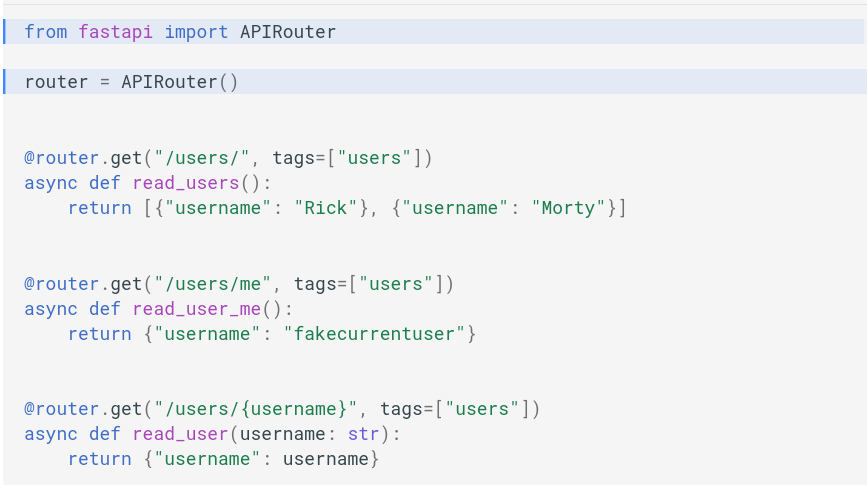 from fastapi import APIRouter
router = APIRouter()
@router.get("/users/", tags=["users"])
async def read_users():
    return [{"username": "Rick"}, {"username": "Morty"}]
@router.get("/users/me", tags=["users"])
async def read_user_me():
    return {"username": "fakecurrentuser"}
@router.get("/users/{username}", tags=["users"])
async def read_user(username: str):
    return {"username": username}